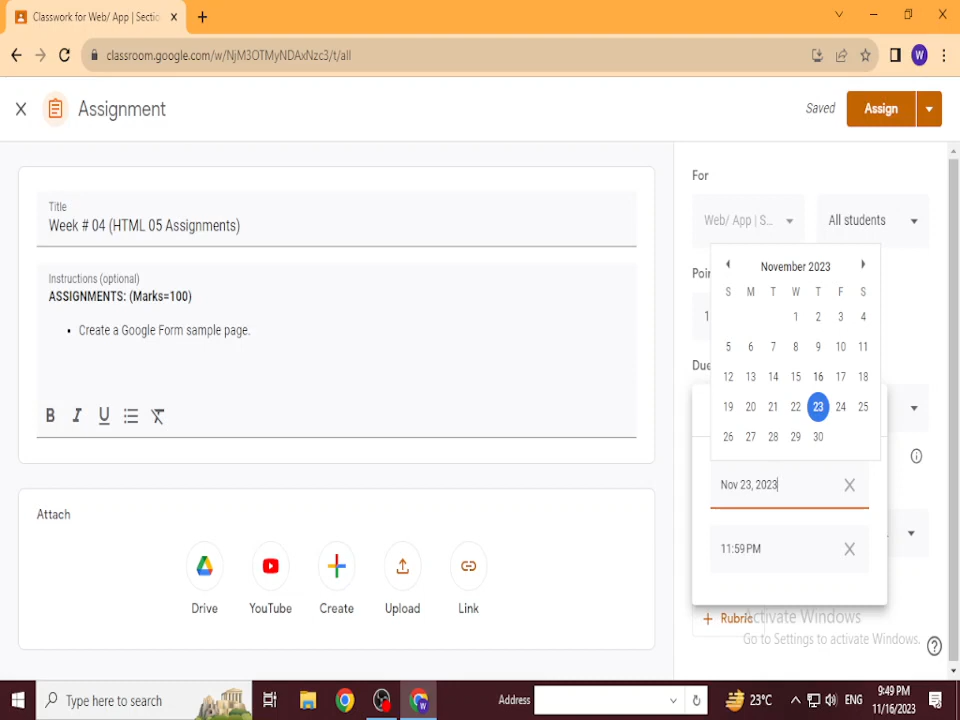 Classwork for Web/ App | Sectio
classroom.google.com/w/NjM3OTMyNDAxNzc3/t/all
W
Assignment
Saved
Assign
Title
Week # 04 (HTML 05 Assignments)
Instructions (optional)
ASSIGNMENTS: (Marks=100)
• Create a Google Form sample page.
B I U
Attach
Drive
YouTube
Create
Upload
Link
For
Web/ App | S...
All students
November 2023
S M T W T F S
1 2 3 4
5 6 7 8 9 10 11
12 13 14 15 16 17 18
19 20 21 22 23 24 25
26 27 28 29 30
Nov 23, 2023
11:59 PM
Rubric
Activate Windows
Go to Settings to activate Windows.
Type here to search
Address
23°C
ENG
9:49 PM
11/16/2023